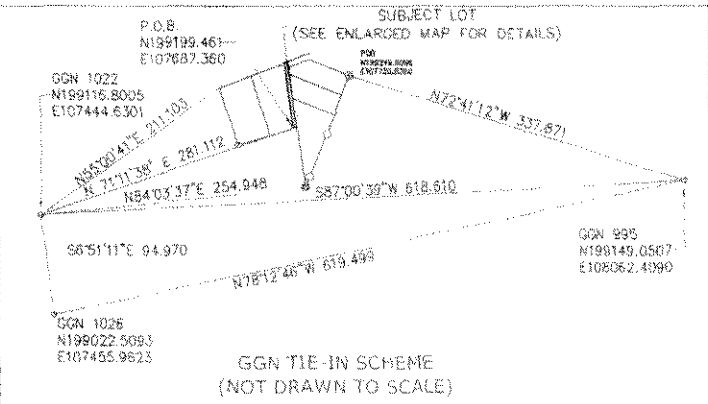 P.O.B.
N199199.461
E107687.360
SUBJECT LOT
(SEE ENLARGED MAP FOR DETAILS)
GGN 1022
N199116.8005
E107444.6301
N72°41'12"W 337.871
N55°00'41"E 211.103
N 71°11'38" E 281.112
N84°03'37"E 254.948
S87°00'39"W 618.610
S6°51'11"E 94.970
N78°12'46"W 619.499
GGN 995
N199149.0507
E108062.4090
GGN 1026
N199022.5093
E107455.9623
GGN TIE-IN SCHEME
(NOT DRAWN TO SCALE)